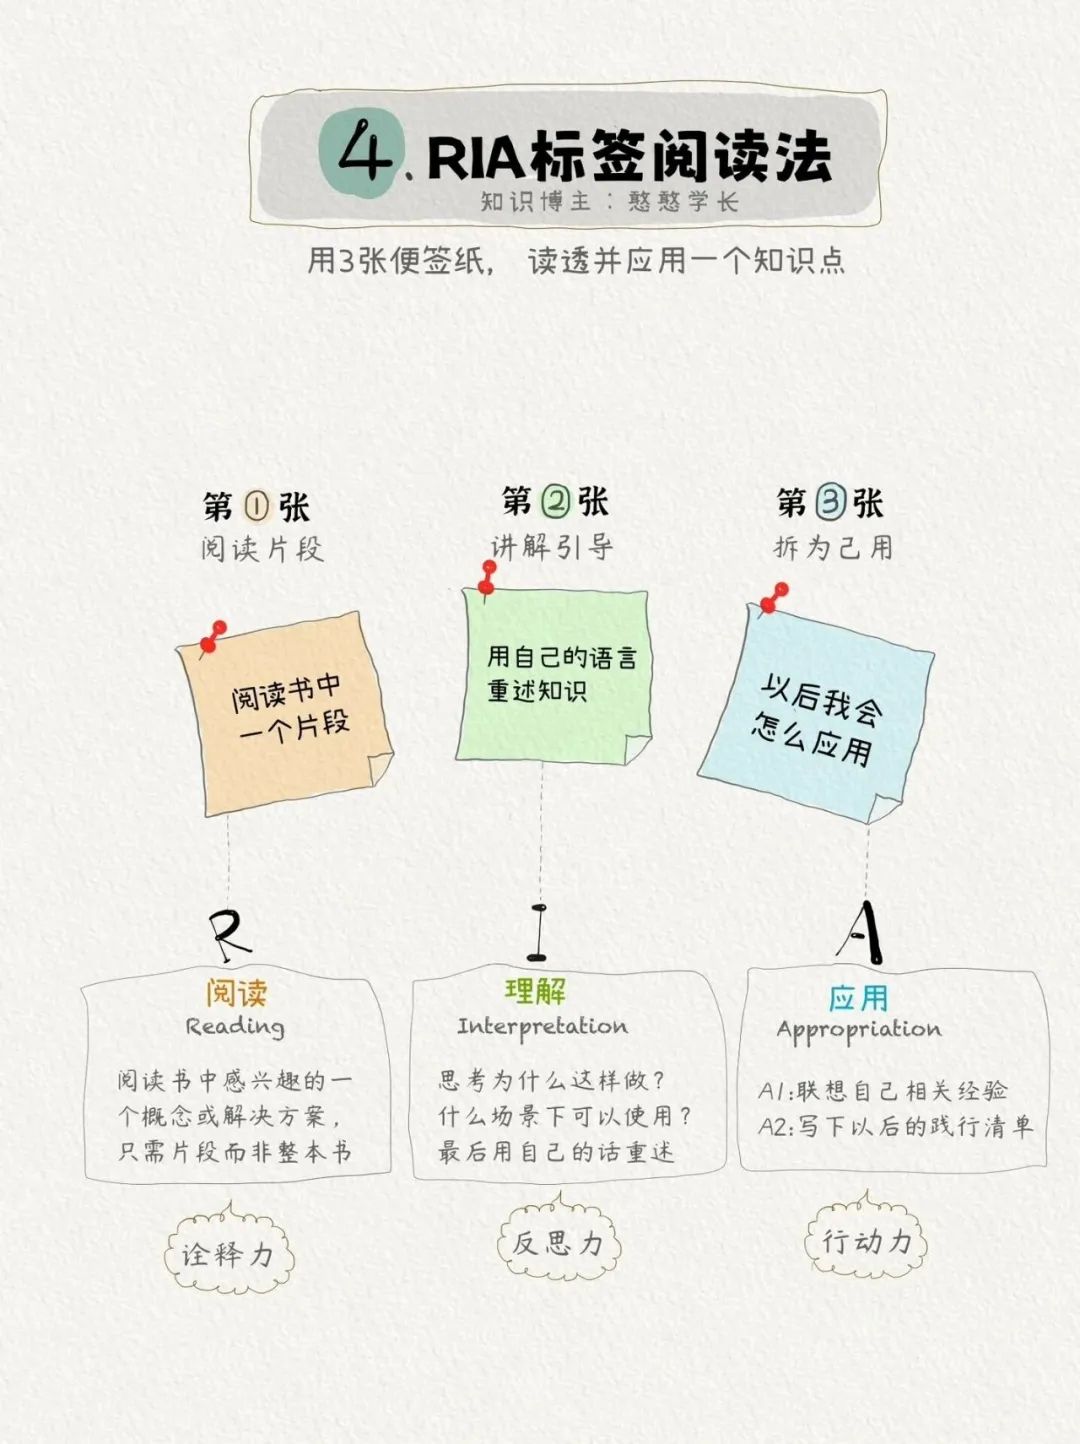 4.RIA标签阅读法
知识博主:憨憨学长
用3张便签纸, 读透并应用一个知识点
第①张
阅读片段
阅读书中
一个片段
第②张
讲解引导
用自己的语言
重述知识
第③张
拆为己用
以后我会
怎么应用
R
阅读
Reading
阅读书中感兴趣的一
个概念或解决方案,
只需片段而非整本书
诠释力
I
理解
Interpretation
思考为什么这样做?
什么场景下可以使用?
最后用自己的话重述
反思力
A
应用
Appropriation
A1:联想自己相关经验
A2:写下以后的践行清单
行动力